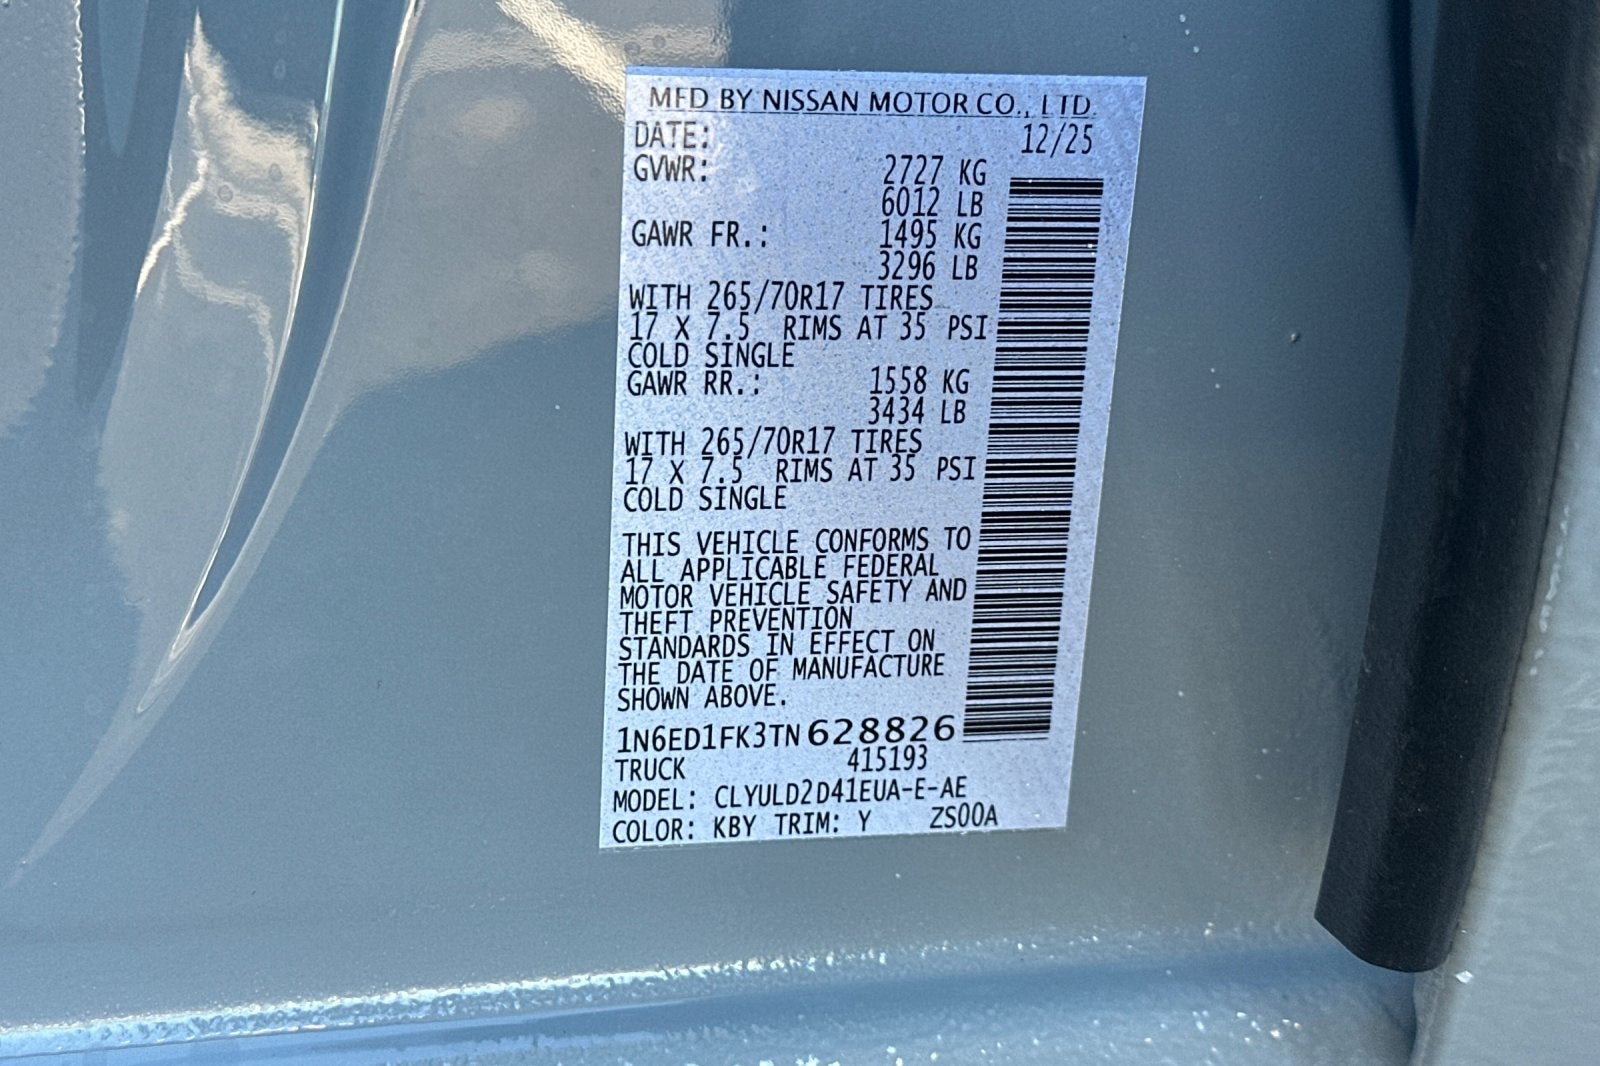 MFD BY NISSAN MOTOR CO., LTD.
DATE: 12/25
GVWR: 2727 KG
6012 LB
GAWR FR.: 1495 KG
3296 LB
WITH 265/70R17 TIRES
17 X 7.5 RIMS AT 35 PSI
COLD SINGLE
GAWR RR.: 1558 KG
3434 LB
WITH 265/70R17 TIRES
17 X 7.5 RIMS AT 35 PSI
COLD SINGLE
THIS VEHICLE CONFORMS TO
ALL APPLICABLE FEDERAL
MOTOR VEHICLE SAFETY AND
THEFT PREVENTION
STANDARDS IN EFFECT ON
THE DATE OF MANUFACTURE
SHOWN ABOVE.
1N6ED1FK3TN628826
TRUCK 415193
MODEL: CLYULD2D41EUA-E-AE
COLOR: KBY TRIM: Y ZS00A